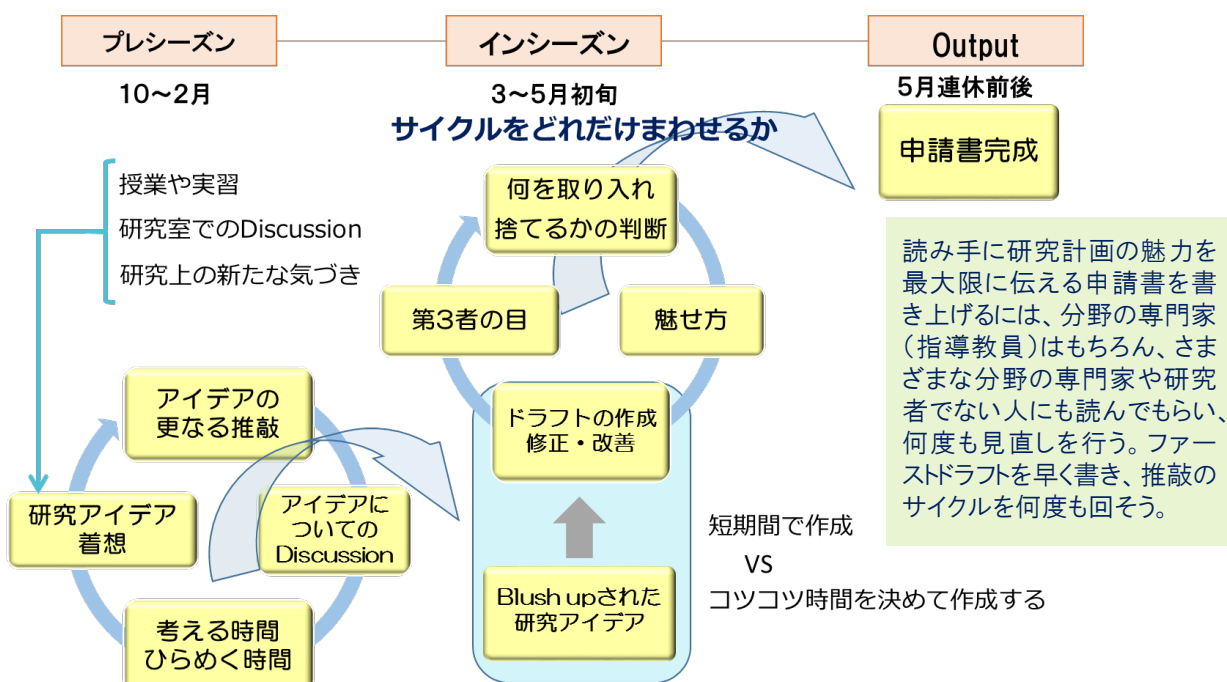 プレシーズン
インシーズン
Output
10～2月
3～5月初旬
5月連休前後
サイクルをどれだけまわせるか
申請書完成
授業や実習
研究室でのDiscussion
研究上の新たな気づき
何を取り入れ
捨てるかの判断
第3者の目
魅せ方
ドラフトの作成
修正・改善
Blush upされた
研究アイデア
アイデアの
更なる推敲
研究アイデア
着想
アイデアに
ついての
Discussion
考える時間
ひらめく時間
短期間で作成
VS
コツコツ時間を決めて作成する
読み手に研究計画の魅力を
最大限に伝える申請書を書
き上げるには、分野の専門家
（指導教員）はもちろん、さま
ざまな分野の専門家や研究
者でない人にも読んでもらい、
何度も見直しを行う。ファー
ストドラフトを早く書き、推敲の
サイクルを何度も回そう。